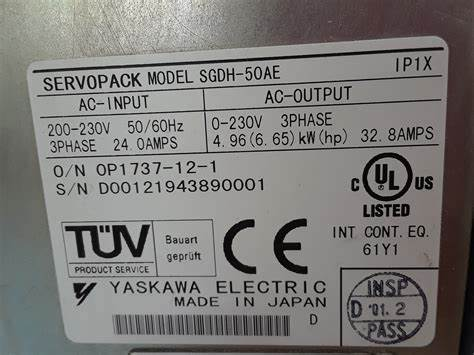 SERVOPACK MODEL SGDH-50AE IP1X
AC-INPUT AC-OUTPUT
200-230V 50/60Hz 0-230V 3PHASE
3PHASE 24.0AMPS 4.96(6.65)kW(hp) 32.8AMPS
O/N OP1737-12-1
S/N D00121943890001
C UL US
LISTED
INT CONT. EQ.
61Y1
TÜV
PRODUCT SERVICE
Bauart
geprüft
CE
YASKAWA ELECTRIC
MADE IN JAPAN
D
INSP
D '01.2
PASS